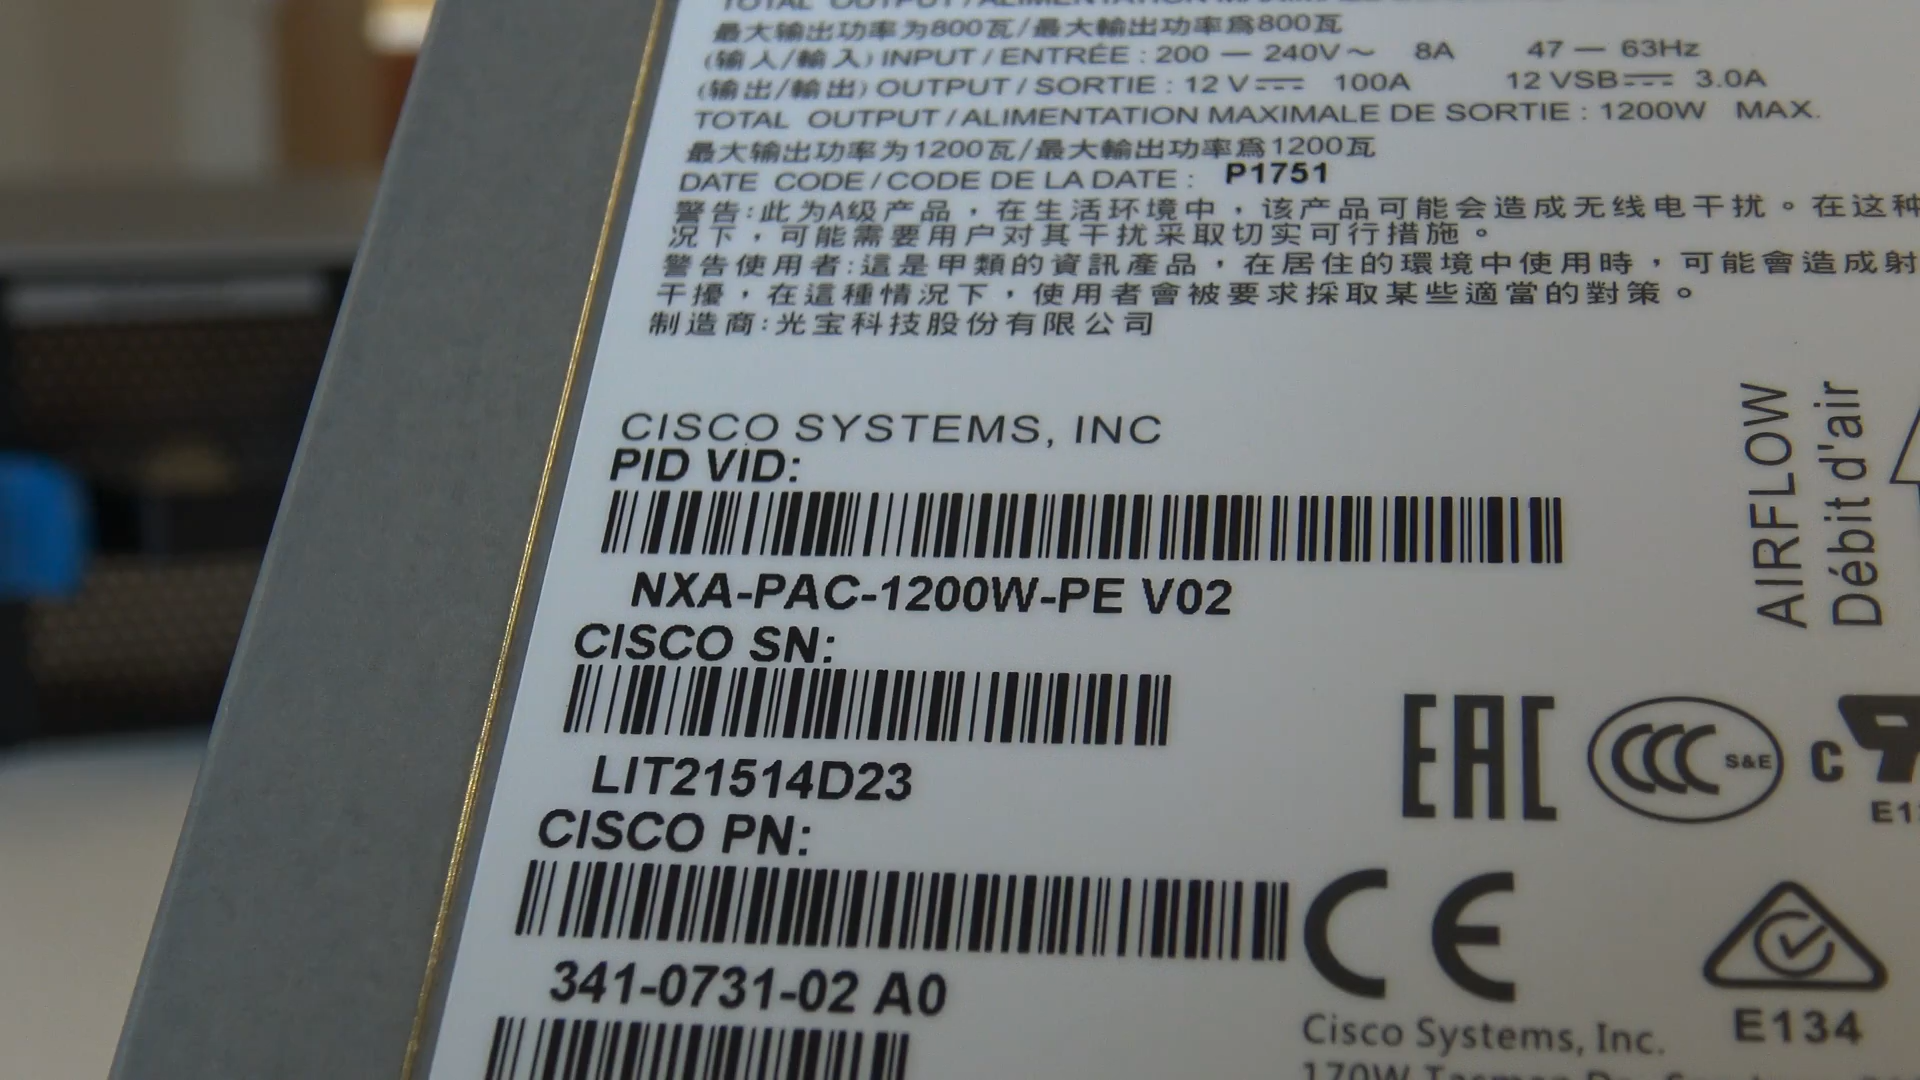 TOTAL OUTPUT / ALIMENTATION MAXIMALE DE
最大输出功率为800瓦/最大輸出功率爲800瓦
(输入/輸入) INPUT / ENTRÉE : 200 — 240V～ 8A 47 — 63Hz
(输出/輸出) OUTPUT / SORTIE : 12 V⎓ 100A 12 VSB⎓ 3.0A
TOTAL OUTPUT / ALIMENTATION MAXIMALE DE SORTIE : 1200W MAX.
最大输出功率为1200瓦/最大輸出功率爲1200瓦
DATE CODE / CODE DE LA DATE : P1751
警告:此为A级产品，在生活环境中，该产品可能会造成无线电干扰。在这种
况下，可能需要用户对其干扰采取切实可行措施。
警告使用者:這是甲類的資訊產品，在居住的環境中使用時，可能會造成射
干擾，在這種情況下，使用者會被要求採取某些適當的對策。
制造商:光宝科技股份有限公司
CISCO SYSTEMS, INC
PID VID:
NXA-PAC-1200W-PE V02
CISCO SN:
LIT21514D23
CISCO PN:
341-0731-02 A0
AIRFLOW
Débit d'air
EAC
CCC S&E
C
E13
CE
E134
Cisco Systems, Inc.
170W Tasman Dr